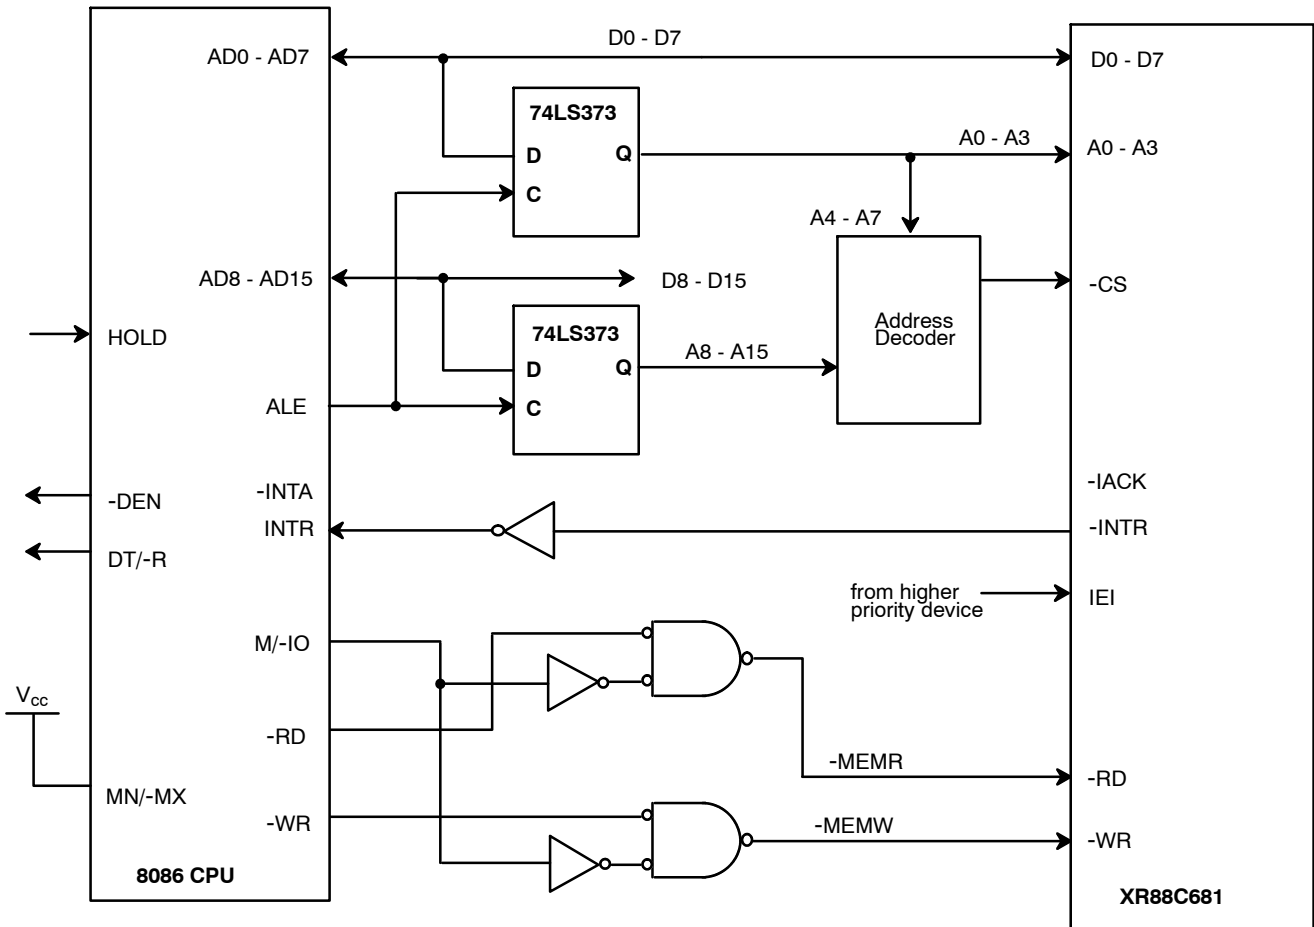 D0 - D7
AD0 - AD7
D0 - D7
74LS373
D
Q
C
A0 - A3
A0 - A3
A4 - A7
AD8 - AD15
D8 - D15
-CS
74LS373
D
Q
C
A8 - A15
Address
Decoder
HOLD
ALE
-DEN
-INTA
INTR
DT/-R
-IACK
-INTR
from higher
priority device
IEI
M/-IO
Vcc
-RD
-MEMR
-RD
MN/-MX
-WR
-MEMW
-WR
8086 CPU
XR88C681